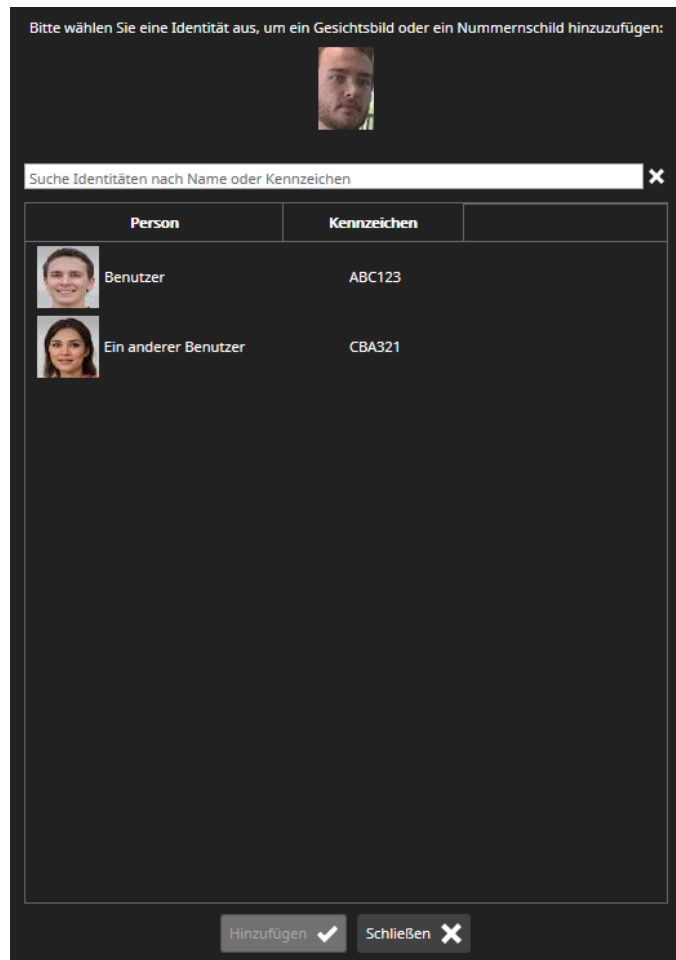 Bitte wählen Sie eine Identität aus, um ein Gesichtsbild oder ein Nummernschild hinzuzufügen:
Suche Identitäten nach Name oder Kennzeichen
Person Kennzeichen
Benutzer ABC123
Ein anderer Benutzer CBA321
Hinzufügen Schließen